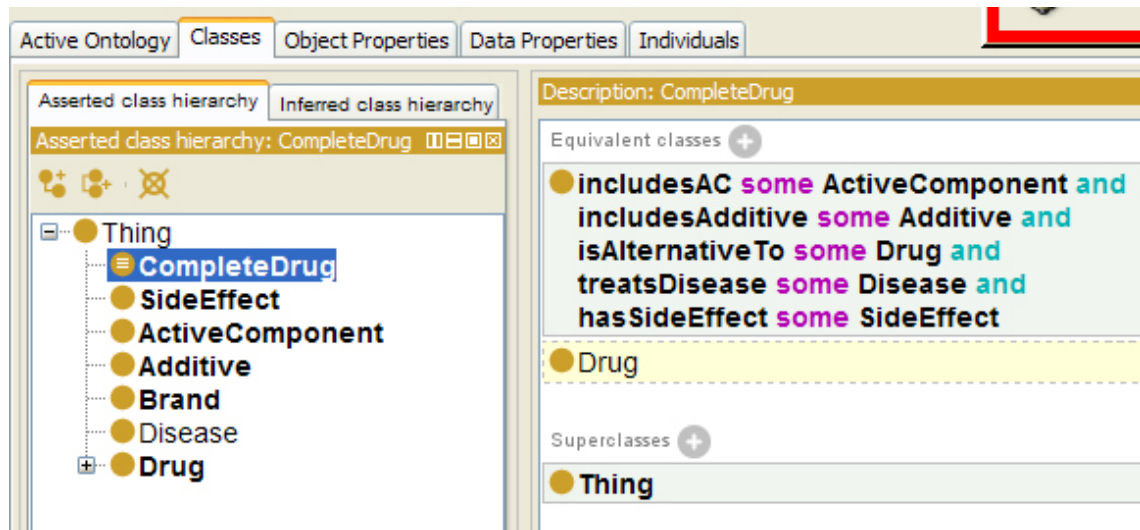 Active Ontology Classes Object Properties Data Properties Individuals
Asserted class hierarchy Inferred class hierarchy
Asserted class hierarchy: CompleteDrug
Thing
CompleteDrug
SideEffect
ActiveComponent
Additive
Brand
Disease
Drug
Description: CompleteDrug
Equivalent classes
includesAC some ActiveComponent and
includesAdditive some Additive and
isAlternativeTo some Drug and
treatsDisease some Disease and
hasSideEffect some SideEffect
Drug
Superclasses
Thing